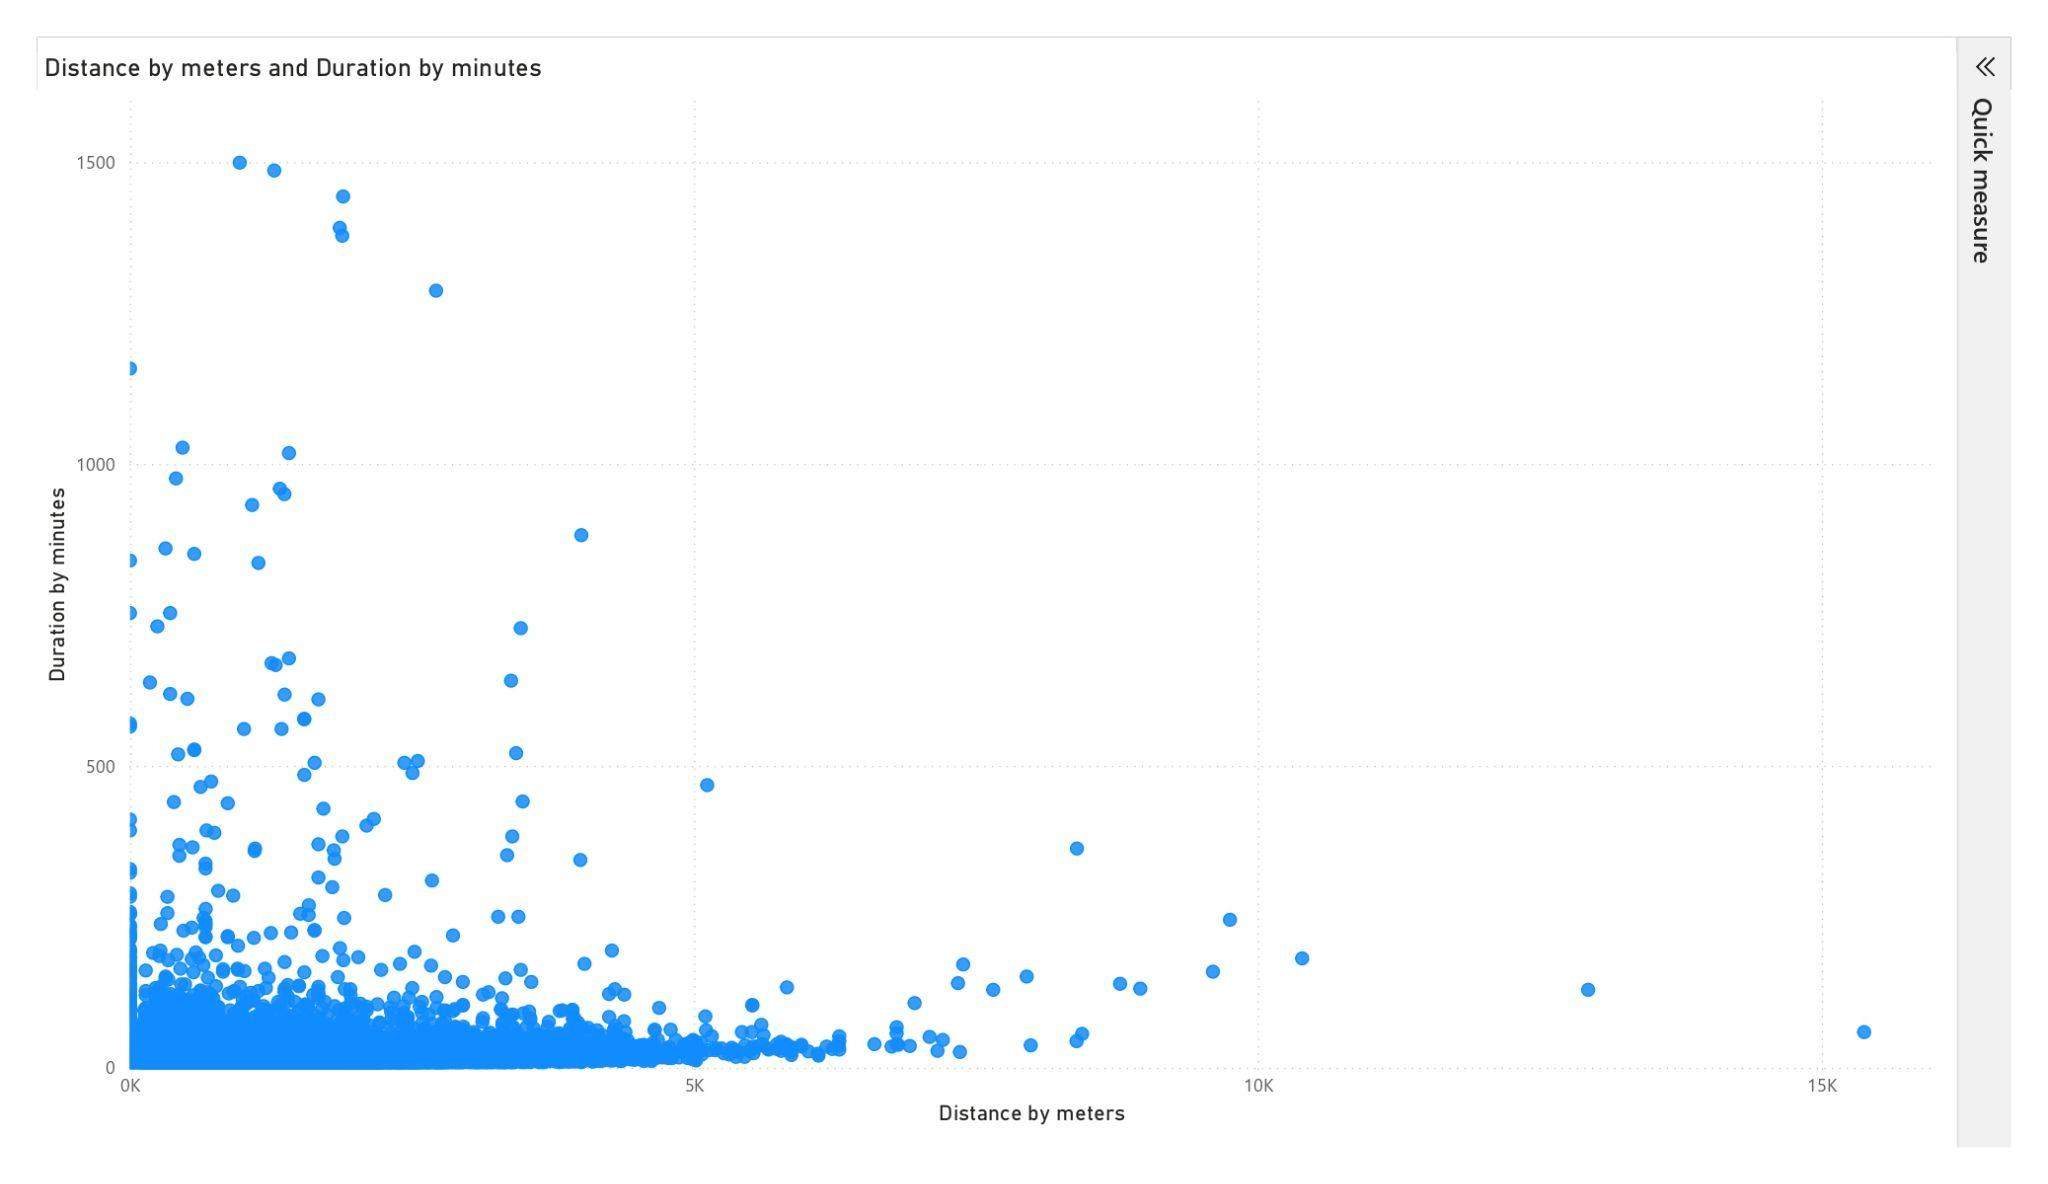 Distance by meters and Duration by minutes
Quick measure
1500
1000
500
0
Duration by minutes
0K
5K
10K
15K
Distance by meters